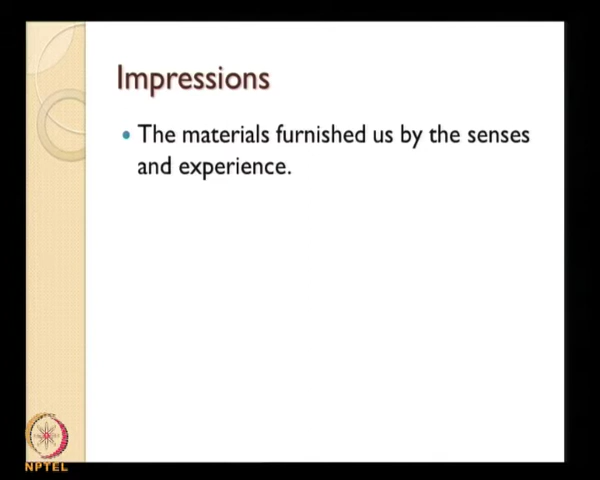 Impressions
• The materials furnished us by the senses
and experience.
NPTEL